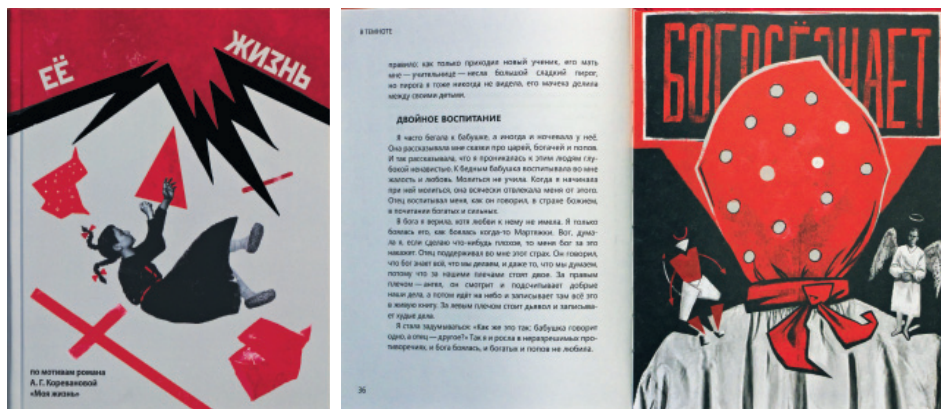 ЕЁ
ЖИЗНЬ
по мотивам романа
А. Г. Коревановой
«Моя жизнь»
В ТЕМНОТЕ
правило: как только приходил новый ученик, его мать
мне — учительнице — несла большой сладкий пирог,
но пирога я тоже никогда не видела, его мачеха делила
между своими детьми.
ДВОЙНОЕ ВОСПИТАНИЕ
Я часто бегала к бабушке, а иногда и ночевала у неё.
Она рассказывала мне сказки про царей, богачей и попов.
И так рассказывала, что я проникалась к этим людям глу-
бокой ненавистью. К бедным бабушка воспитывала во мне
жалость и любовь. Молиться не учила. Когда я начинала
при ней молиться, она всячески отвлекала меня от этого.
Отец воспитывал меня, как он говорил, в страхе божием,
в почитании богатых и сильных.
В бога я верила, хотя любви к нему не имела. Я только
боялась его, как боялась когда-то Мартяжки. Вот, дума-
ла я, если сделаю что-нибудь плохое, то меня бог за это
накажет. Отец поддерживал во мне этот страх. Он говорил,
что бог знает всё, что мы делаем, и даже то, что мы думаем,
потому что за нашими плечами стоят двое. За правым
плечом — ангел, он смотрит и подсчитывает добрые
наши дела, а потом идёт на небо и записывает там всё это
в живую книгу. За левым плечом стоит дьявол и записыва-
ет худые дела.
Я стала задумываться: «Как же это так: бабушка говорит
одно, а отец — другое?» Так я и росла в неразрешимых про-
тиворечиях, и бога боялась, и богатых и попов не любила.
36
БОГ ВСЁ ЗНАЕТ